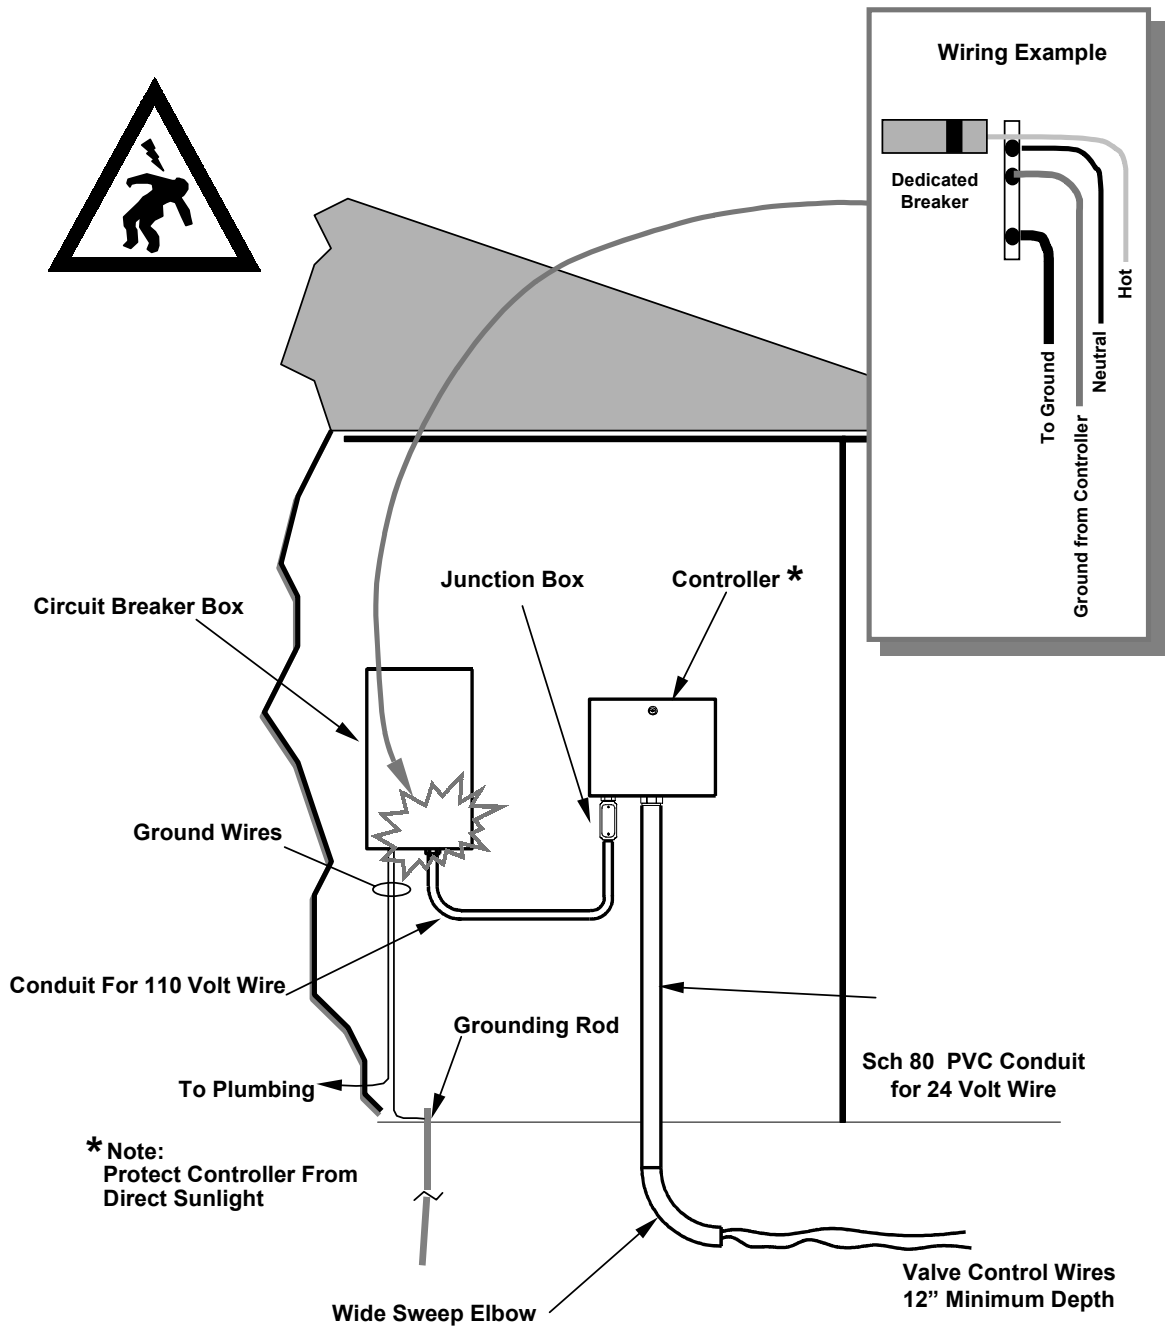 Wiring Example
Dedicated
Breaker
Hot
Neutral
To Ground
Ground from Controller
Junction Box
Controller *
Circuit Breaker Box
Ground Wires
Conduit For 110 Volt Wire
Grounding Rod
Sch 80  PVC Conduit
for 24 Volt Wire
To Plumbing
* Note:
Protect Controller From
Direct Sunlight
Valve Control Wires
12” Minimum Depth
Wide Sweep Elbow